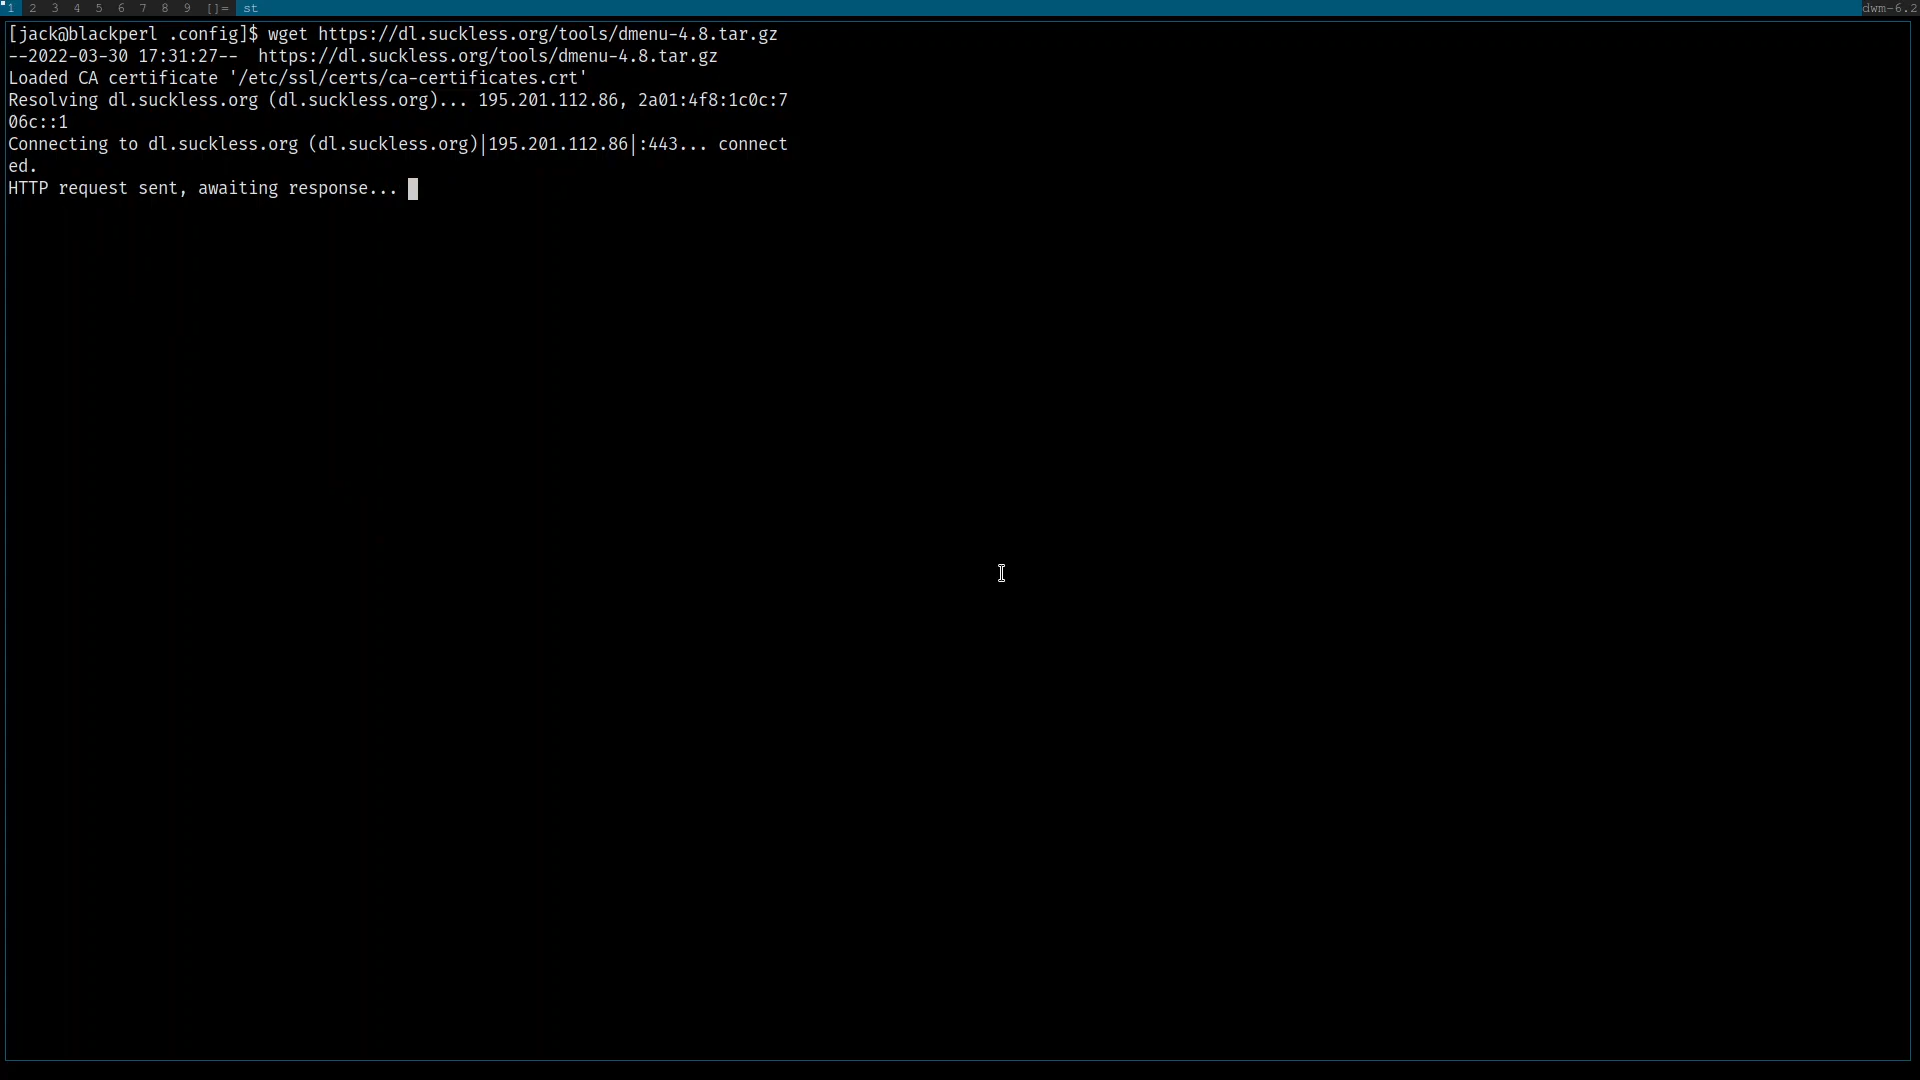 1 2 3 4 5 6 7 8 9 []= st dwm-6.2
[jack@blackperl .config]$ wget https://dl.suckless.org/tools/dmenu-4.8.tar.gz
--2022-03-30 17:31:27--  https://dl.suckless.org/tools/dmenu-4.8.tar.gz
Loaded CA certificate '/etc/ssl/certs/ca-certificates.crt'
Resolving dl.suckless.org (dl.suckless.org)... 195.201.112.86, 2a01:4f8:1c0c:7
06c::1
Connecting to dl.suckless.org (dl.suckless.org)|195.201.112.86|:443... connect
ed.
HTTP request sent, awaiting response...